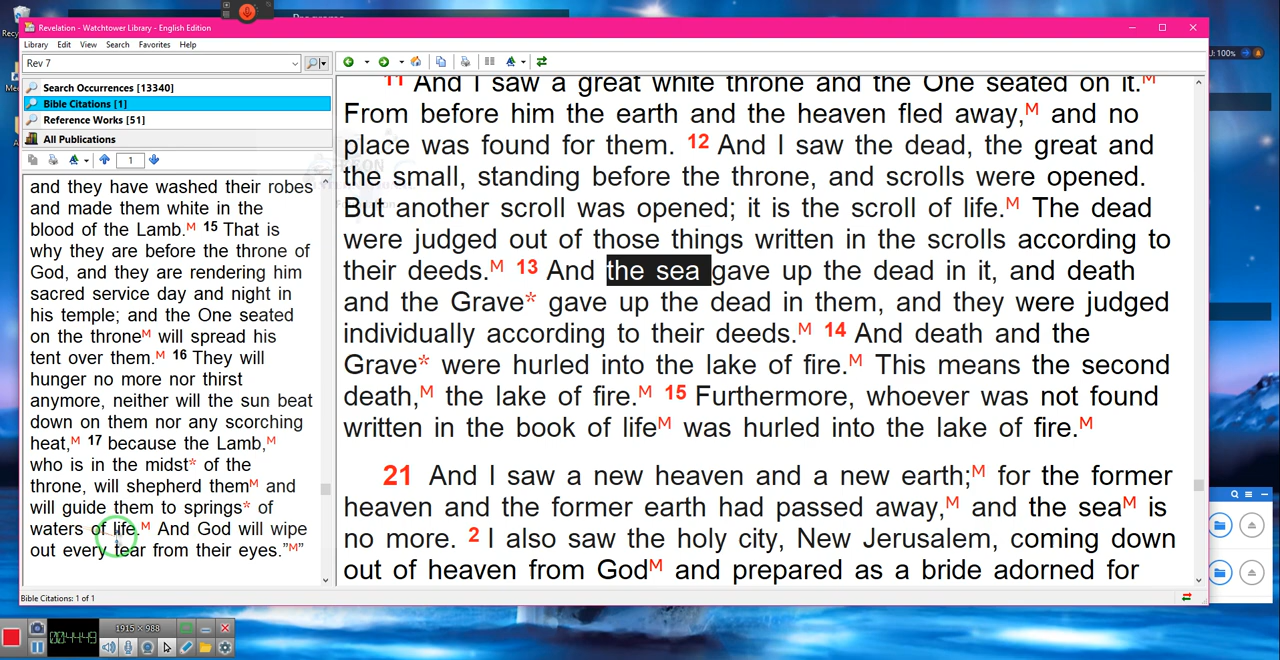 Revelation - Watchtower Library - English Edition
Library Edit View Search Favorites Help
Rev 7
Search Occurrences [13340]
Bible Citations [1]
Reference Works [51]
All Publications
1
and they have washed their robes
and made them white in the
blood of the Lamb.M 15 That is
why they are before the throne of
God, and they are rendering him
sacred service day and night in
his temple; and the One seated
on the throneM will spread his
tent over them.M 16 They will
hunger no more nor thirst
anymore, neither will the sun beat
down on them nor any scorching
heat,M 17 because the Lamb,M
who is in the midst* of the
throne, will shepherd themM and
will guide them to springs* of
waters of life.M And God will wipe
out every tear from their eyes.”M”
11 And I saw a great white throne and the One seated on it.M
From before him the earth and the heaven fled away,M and no
place was found for them. 12 And I saw the dead, the great and
the small, standing before the throne, and scrolls were opened.
But another scroll was opened; it is the scroll of life.M The dead
were judged out of those things written in the scrolls according to
their deeds.M 13 And the sea gave up the dead in it, and death
and the Grave* gave up the dead in them, and they were judged
individually according to their deeds.M 14 And death and the
Grave* were hurled into the lake of fire.M This means the second
death,M the lake of fire.M 15 Furthermore, whoever was not found
written in the book of lifeM was hurled into the lake of fire.M
21 And I saw a new heaven and a new earth;M for the former
heaven and the former earth had passed away,M and the seaM is
no more. 2 I also saw the holy city, New Jerusalem, coming down
out of heaven from GodM and prepared as a bride adorned for
Bible Citations: 1 of 1
J: 100%
1915 × 988